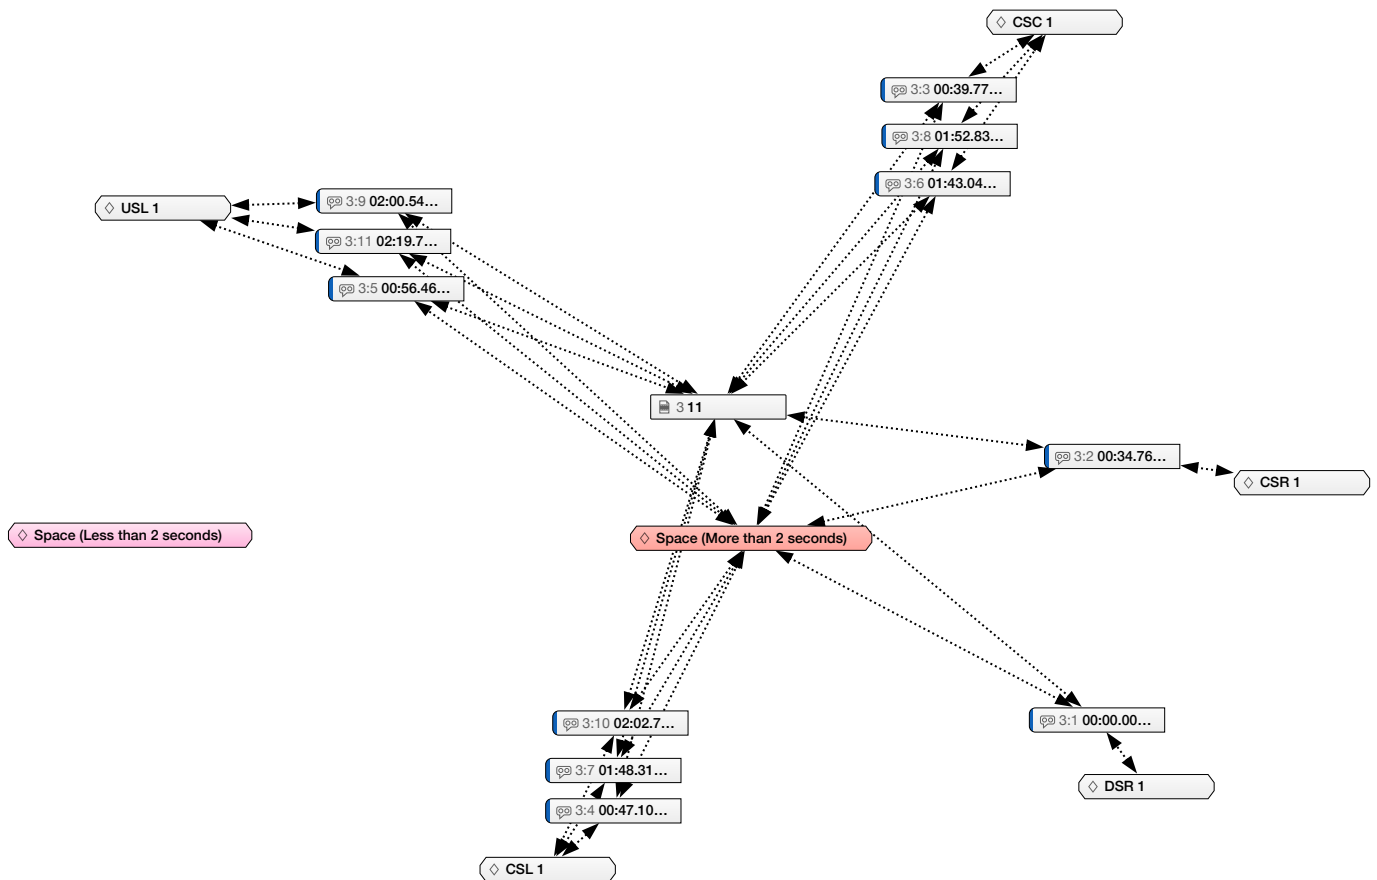 CSC 1
3:3 00:39.77...
3:8 01:52.83...
3:6 01:43.04...
USL 1
3:9 02:00.54...
3:11 02:19.7...
3:5 00:56.46...
3 11
3:2 00:34.76...
CSR 1
Space (Less than 2 seconds)
Space (More than 2 seconds)
3:10 02:02.7...
3:1 00:00.00...
3:7 01:48.31...
DSR 1
3:4 00:47.10...
CSL 1